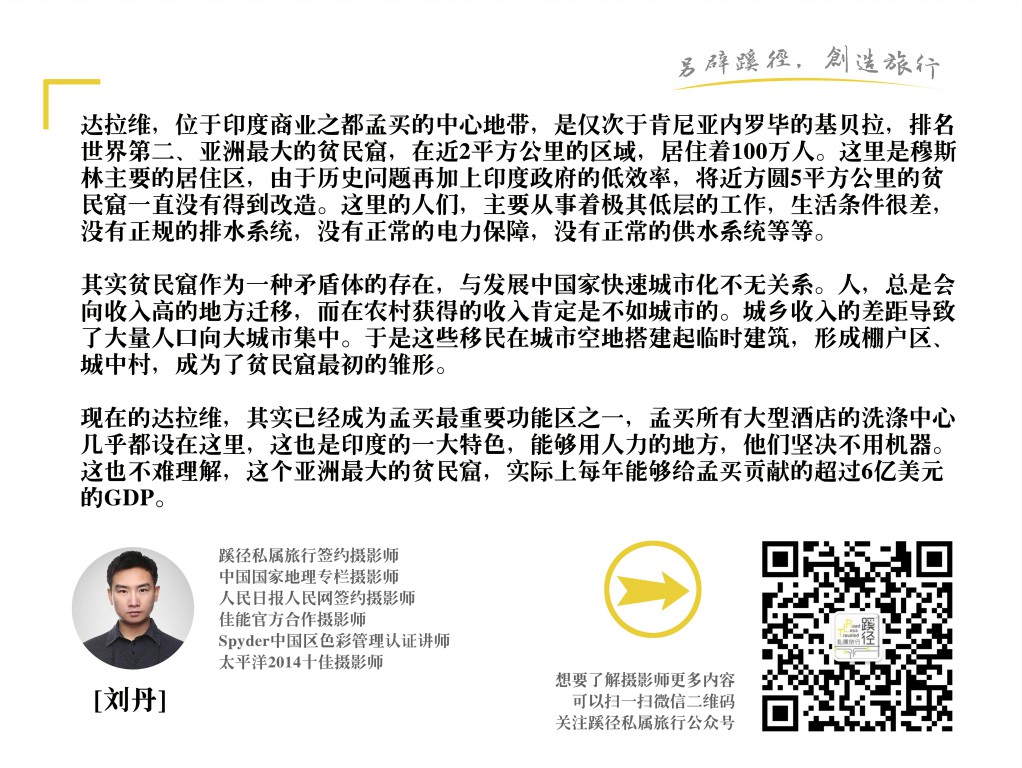 另辟蹊徑，創造旅行
达拉维，位于印度商业之都孟买的中心地带，是仅次于肯尼亚内罗毕的基贝拉，排名
世界第二、亚洲最大的贫民窟，在近2平方公里的区域，居住着100万人。这里是穆斯
林主要的居住区，由于历史问题再加上印度政府的低效率，将近方圆5平方公里的贫
民窟一直没有得到改造。这里的人们，主要从事着极其低层的工作，生活条件很差，
没有正规的排水系统，没有正常的电力保障，没有正常的供水系统等等。
其实贫民窟作为一种矛盾体的存在，与发展中国家快速城市化不无关系。人，总是会
向收入高的地方迁移，而在农村获得的收入肯定是不如城市的。城乡收入的差距导致
了大量人口向大城市集中。于是这些移民在城市空地搭建起临时建筑，形成棚户区、
城中村，成为了贫民窟最初的雏形。
现在的达拉维，其实已经成为孟买最重要功能区之一，孟买所有大型酒店的洗涤中心
几乎都设在这里，这也是印度的一大特色，能够用人力的地方，他们坚决不用机器。
这也不难理解，这个亚洲最大的贫民窟，实际上每年能够给孟买贡献的超过6亿美元
的GDP。
蹊径私属旅行签约摄影师
中国国家地理专栏摄影师
人民日报人民网签约摄影师
佳能官方合作摄影师
Spyder中国区色彩管理认证讲师
太平洋2014十佳摄影师
[刘丹]
想要了解摄影师更多内容
可以扫一扫微信二维码
关注蹊径私属旅行公众号
蹊径
私属旅行